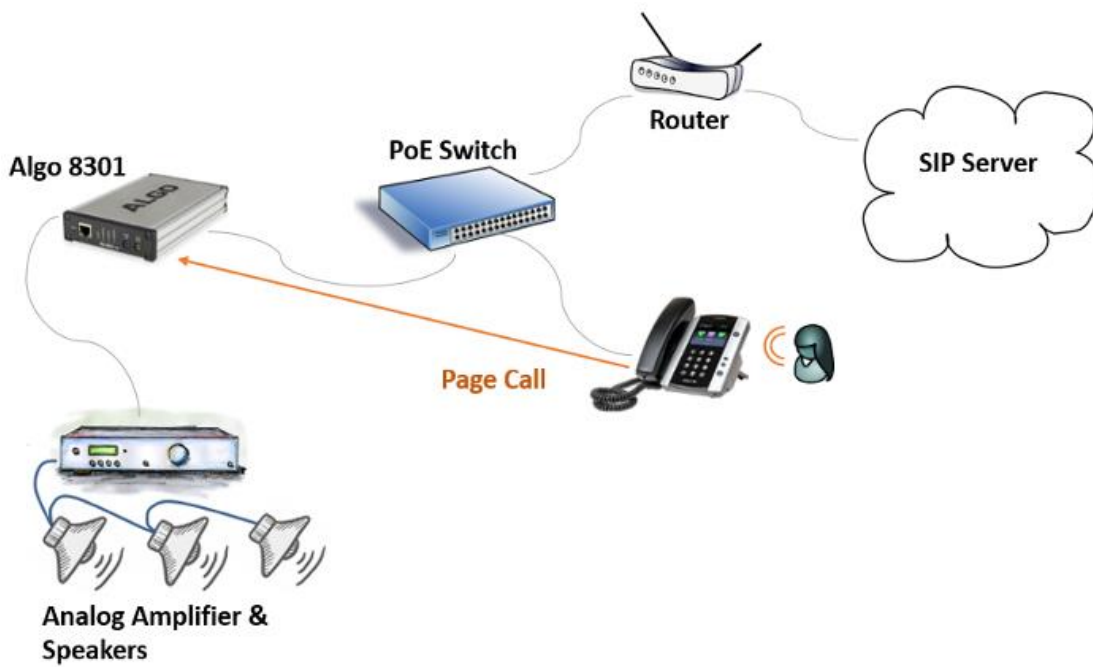 Router
SIP Server
PoE Switch
Algo 8301
ALGO
Page Call
Analog Amplifier &
Speakers